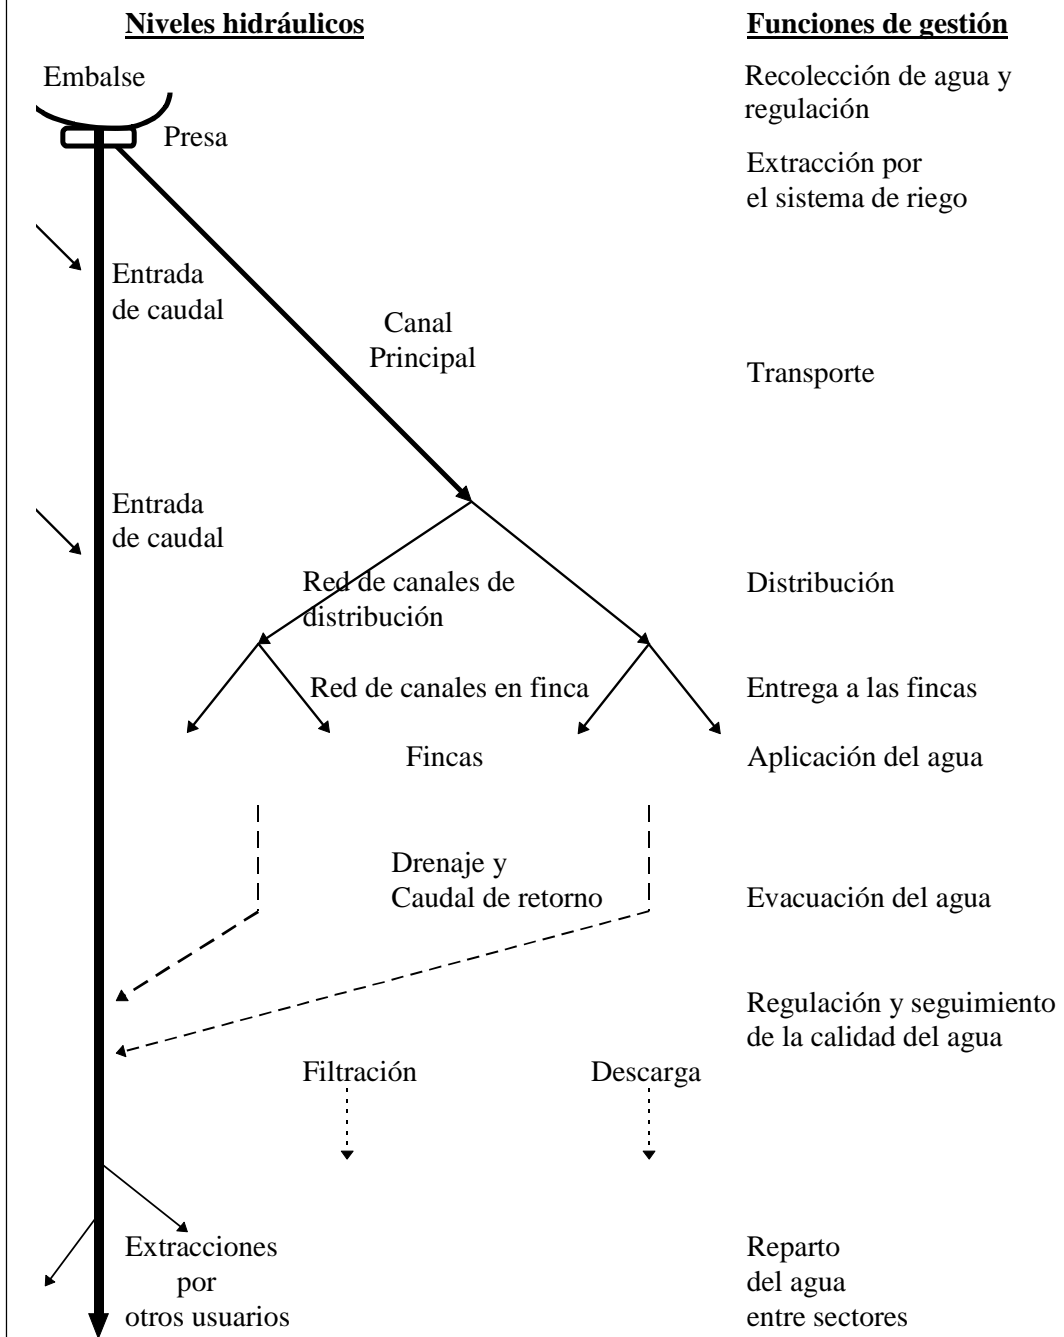 Niveles hidráulicos
Funciones de gestión
Embalse
Recolección de agua y
regulación
Presa
Extracción por
el sistema de riego
Entrada
de caudal
Canal
Principal
Transporte
Entrada
de caudal
Red de canales de
distribución
Distribución
Red de canales en finca
Entrega a las fincas
Fincas
Aplicación del agua
Drenaje y
Caudal de retorno
Evacuación del agua
Regulación y seguimiento
de la calidad del agua
Filtración
Descarga
Extracciones
por
otros usuarios
Reparto
del agua
entre sectores